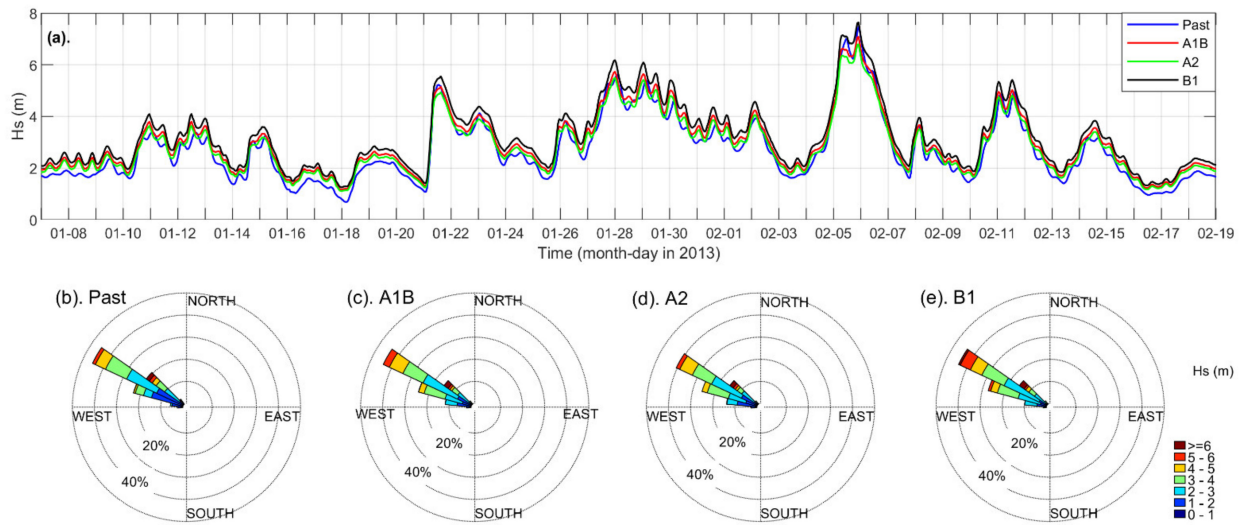 (a).
8
6
4
2
0
Hs (m)
Past
A1B
A2
B1
01-08 01-10 01-12 01-14 01-16 01-18 01-20 01-22 01-24 01-26 01-28 01-30 02-01 02-03 02-05 02-07 02-09 02-11 02-13 02-15 02-17 02-19
Time (month-day in 2013)
(b). Past
NORTH
WEST
EAST
20%
40%
SOUTH
(c). A1B
NORTH
WEST
EAST
20%
40%
SOUTH
(d). A2
NORTH
WEST
EAST
20%
40%
SOUTH
(e). B1
NORTH
WEST
EAST
20%
40%
SOUTH
Hs (m)
>=6
5 - 6
4 - 5
3 - 4
2 - 3
1 - 2
0 - 1